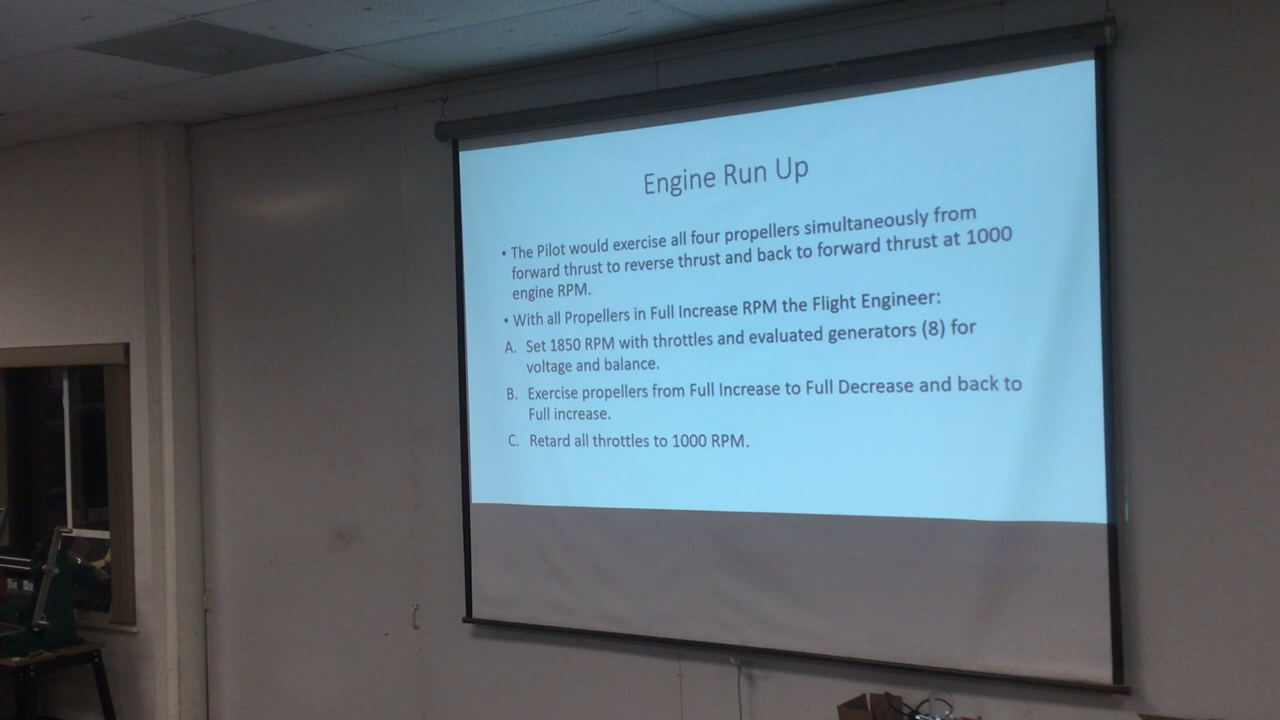 Engine Run Up
• The Pilot would exercise all four propellers simultaneously from
forward thrust to reverse thrust and back to forward thrust at 1000
engine RPM.
• With all Propellers in Full Increase RPM the Flight Engineer:
A. Set 1850 RPM with throttles and evaluated generators (8) for
voltage and balance.
B. Exercise propellers from Full Increase to Full Decrease and back to
Full increase.
C. Retard all throttles to 1000 RPM.